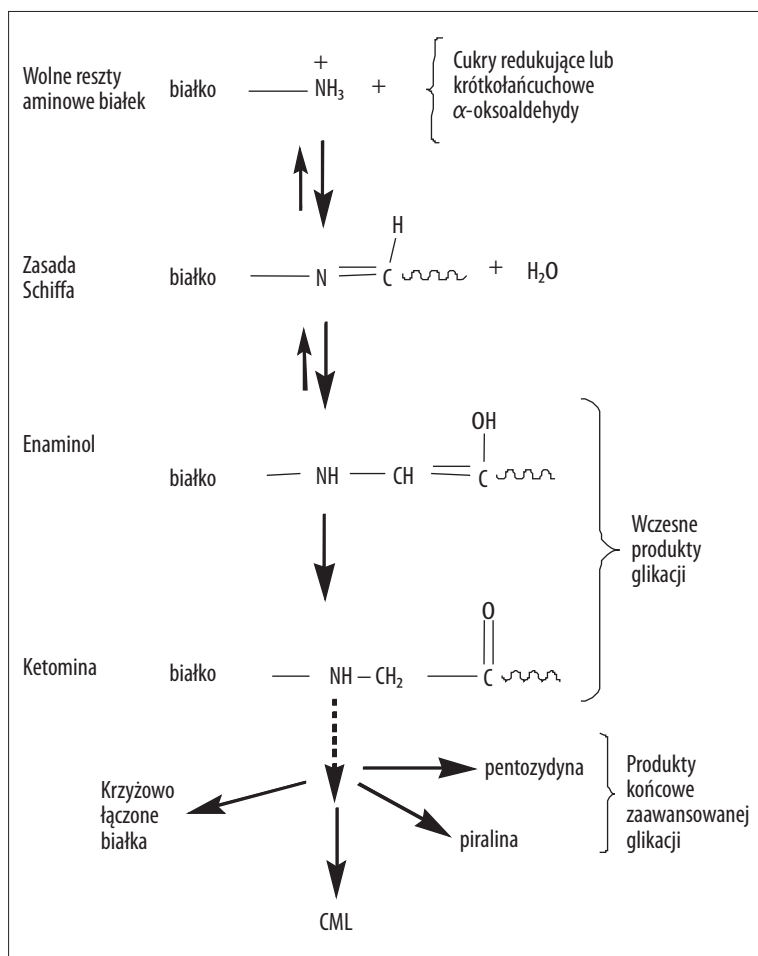 Wolne reszty
aminowe białek
białko
+
NH₃
+
Cukry redukujące lub
krótkołańcuchowe
α-oksoaldehydy
H
Zasada
Schiffa
białko
N
C
+
H₂O
OH
Enaminol
białko
NH
CH
C
Wczesne
produkty
glikacji
O
Ketomina
białko
NH – CH₂
C
pentozydyna
Produkty
końcowe
zaawansowanej
glikacji
Krzyżowo
łączone
białka
piralina
CML